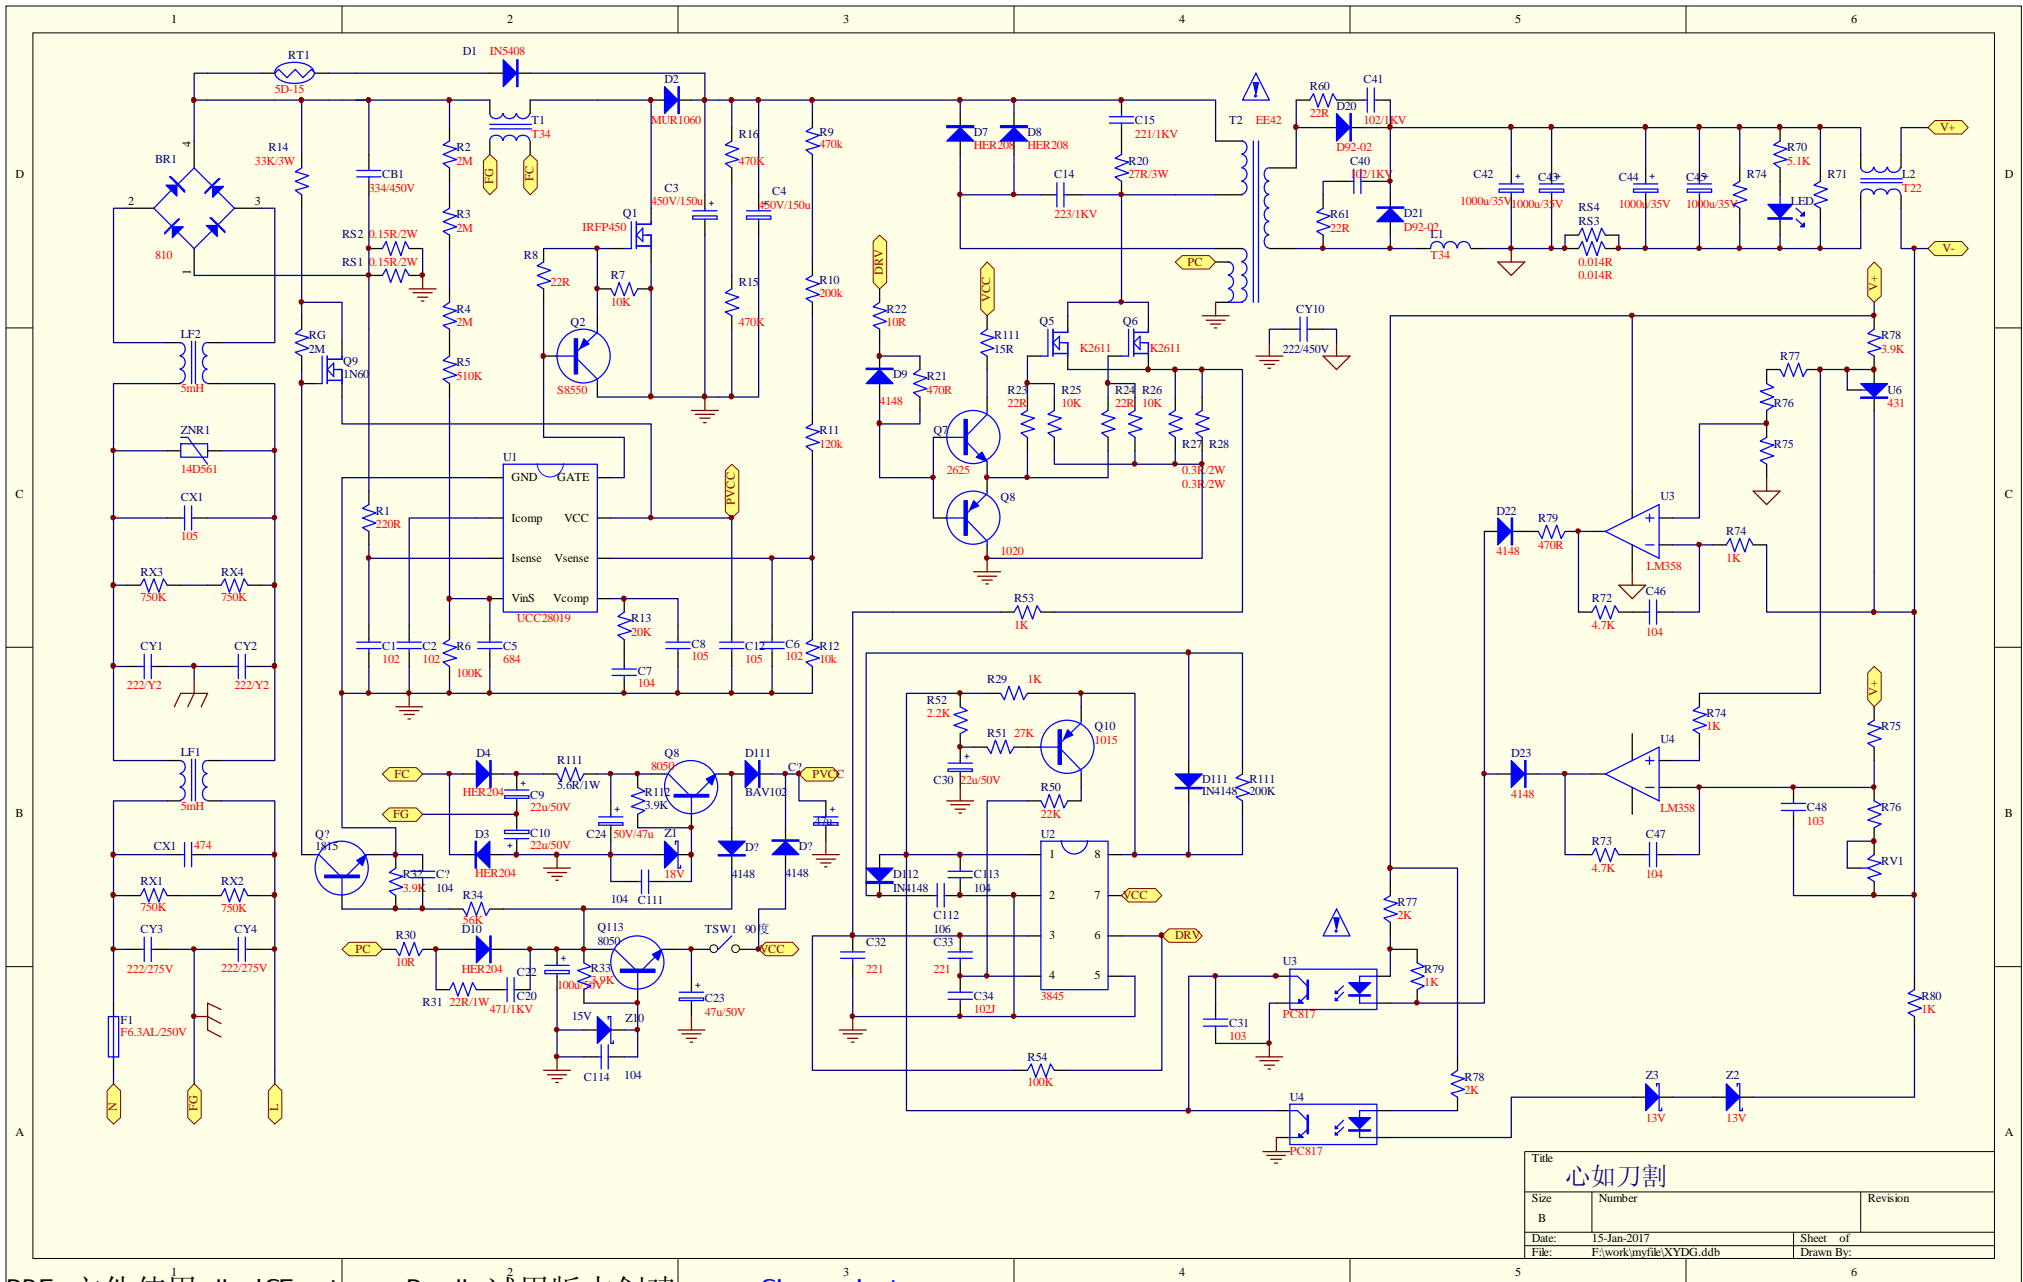 1 2 3 4 5 6
RT1
5D-15
D1 IN5408
D2
MUR1060
T1
T34
FG
FC
R14
33K/3W
BR1
810
4
2
3
1
CB1
334/450V
R2
2M
R3
2M
R4
2M
R5
510K
RS2 0.15R/2W
RS1 0.15R/2W
Q1
IRFP450
R8
22R
R7
10K
Q2
S8550
C3
450V/150u
C4
450V/150u
R16
470K
R15
470K
R9
470k
R10
200k
R11
120k
D7
HER208
D8
HER208
C15
221/1KV
R20
27R/3W
C14
223/1KV
T2 EE42
R60
22R
C41
102/1KV
D20
D92-02
C40
102/1KV
R61
22R
D21
D92-02
L1
T34
C42
1000u/35V
C43
1000u/35V
RS4
RS3
0.014R
0.014R
C44
1000u/35V
C45
1000u/35V
R74
R70
5.1K
LED
R71
L2
T22
V+
V-
D
D
LF2
5mH
RG
2M
Q9
1N60
ZNR1
14D561
CX1
105
RX3
750K
RX4
750K
CY1
222/Y2
CY2
222/Y2
C
C
DRV
R22
10R
D9
4148
R21
470R
VCC
R111
15R
Q7
2625
Q8
1020
Q5
K2611
Q6
K2611
R23
22R
R25
10K
R24
22R
R26
10K
R27
R28
0.3R/2W
0.3R/2W
PC
CY10
222/450V
V+
R78
3.9K
R77
R76
R75
U6
431
U3
LM358
D22
4148
R79
470R
R74
1K
R72
4.7K
C46
104
U1
GND GATE
Icomp VCC
Isense Vsense
VinS Vcomp
UCC28019
PVCC
R1
220R
C1
102
C2
102
R6
100K
C5
684
R13
20K
C7
104
C8
105
C12
105
C6
102
R12
10k
R53
1K
LF1
5mH
CX1
474
RX1
750K
RX2
750K
CY3
222/275V
CY4
222/275V
F1
F6.3AL/250V
N
FG
L
B
B
FC
FG
D4
HER204
D3
HER204
C9
22u/50V
C10
22u/50V
R111
5.6R/1W
Q8
8050
R112
3.9K
C24
50V/47u
Z1
18V
104
C111
D111
BAV102
C?
PVCC
47u
D?
4148
D?
4148
Q?
1815
R32
3.9K
C?
104
R34
56K
PC
R30
10R
D10
HER204
R31
22R/1W
C20
471/1KV
C22
100u/50V
R33
3.9K
Q113
8050
15V
Z10
C114
104
TSW1 90度
VCC
C23
47u/50V
R29 1K
R52
2.2K
R51 27K
Q10
1015
C30
22u/50V
R50
22K
D111
IN4148
R111
200K
U2
1 8
2 7
3 6
4 5
3845
VCC
DRV
D112
IN4148
C113
104
C112
106
C32
221
C33
221
C34
102J
R54
100K
U4
LM358
D23
4148
R74
1K
V+
R75
R76
RV1
C48
103
R73
4.7K
C47
104
R77
2K
R79
1K
U3
PC817
C31
103
R78
2K
U4
PC817
R80
1K
Z3
13V
Z2
13V
A
A
Title
心如刀割
Size Number Revision
B
Date: 15-Jan-2017 Sheet of
File: F:\work\myfile\XYDG.ddb Drawn By:
1 2 3 4 5 6